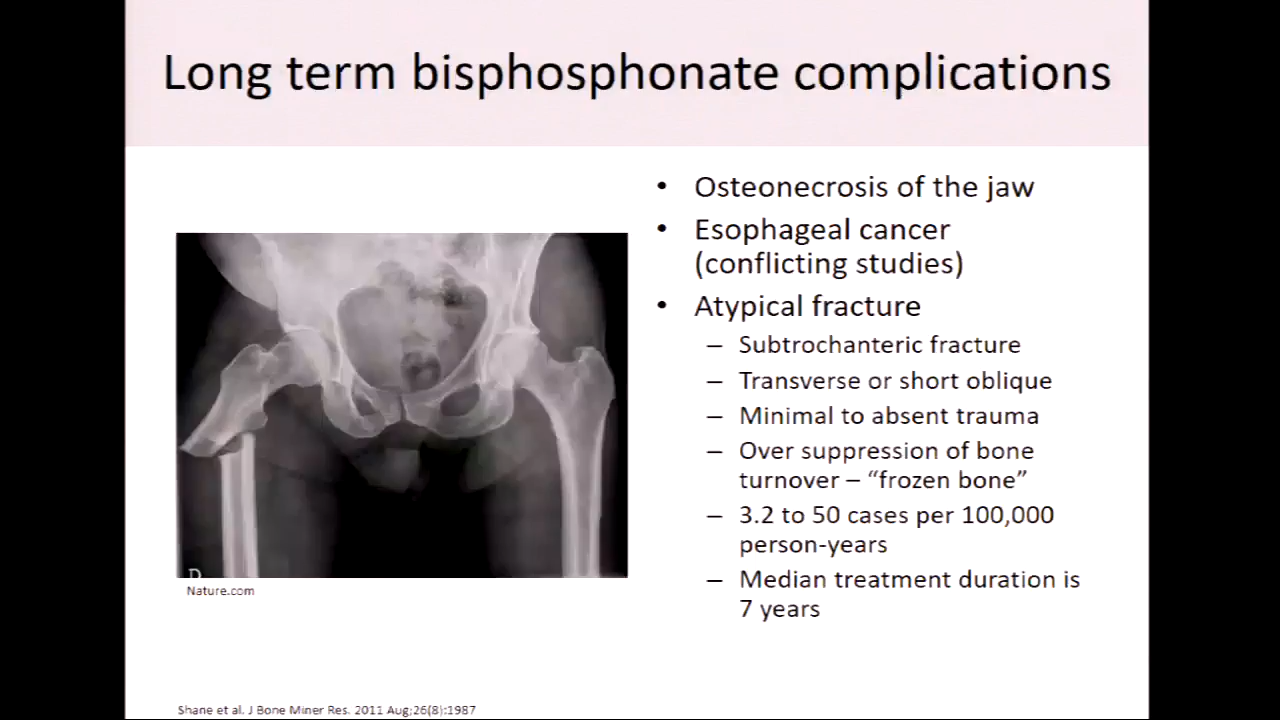 Long term bisphosphonate complications
• Osteonecrosis of the jaw
• Esophageal cancer
(conflicting studies)
• Atypical fracture
– Subtrochanteric fracture
– Transverse or short oblique
– Minimal to absent trauma
– Over suppression of bone
turnover – “frozen bone”
– 3.2 to 50 cases per 100,000
person-years
– Median treatment duration is
7 years
D
Nature.com
Shane et al. J Bone Miner Res. 2011 Aug;26(8):1987